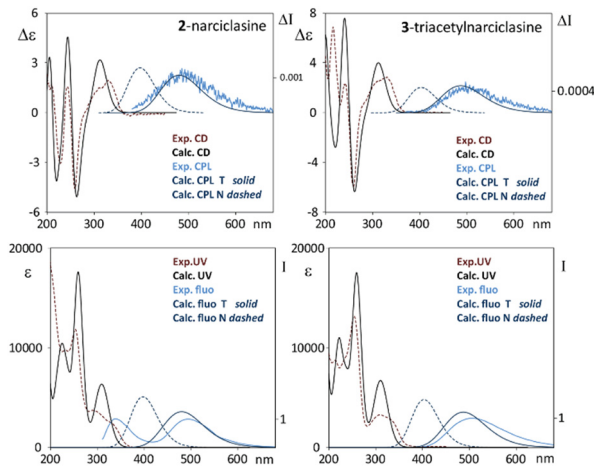 2-narciclasine
Δε
ΔI
6
3
0
-3
-6
0.001
Exp. CD
Calc. CD
Exp. CPL
Calc. CPL T solid
Calc. CPL N dashed
200 300 400 500 600 nm
3-triacetylnarciclasine
Δε
ΔI
8
4
0
-4
-8
0.0004
Exp. CD
Calc. CD
Exp. CPL
Calc. CPL T solid
Calc. CPL N dashed
200 300 400 500 600 nm
20000
ε
I
10000
0
1
Exp.UV
Calc. UV
Exp. fluo
Calc. fluo T solid
Calc. fluo N dashed
200 300 400 500 600 nm
20000
ε
I
10000
0
1
Exp.UV
Calc. UV
Exp. fluo
Calc. fluo T solid
Calc. fluo N dashed
200 300 400 500 600 nm